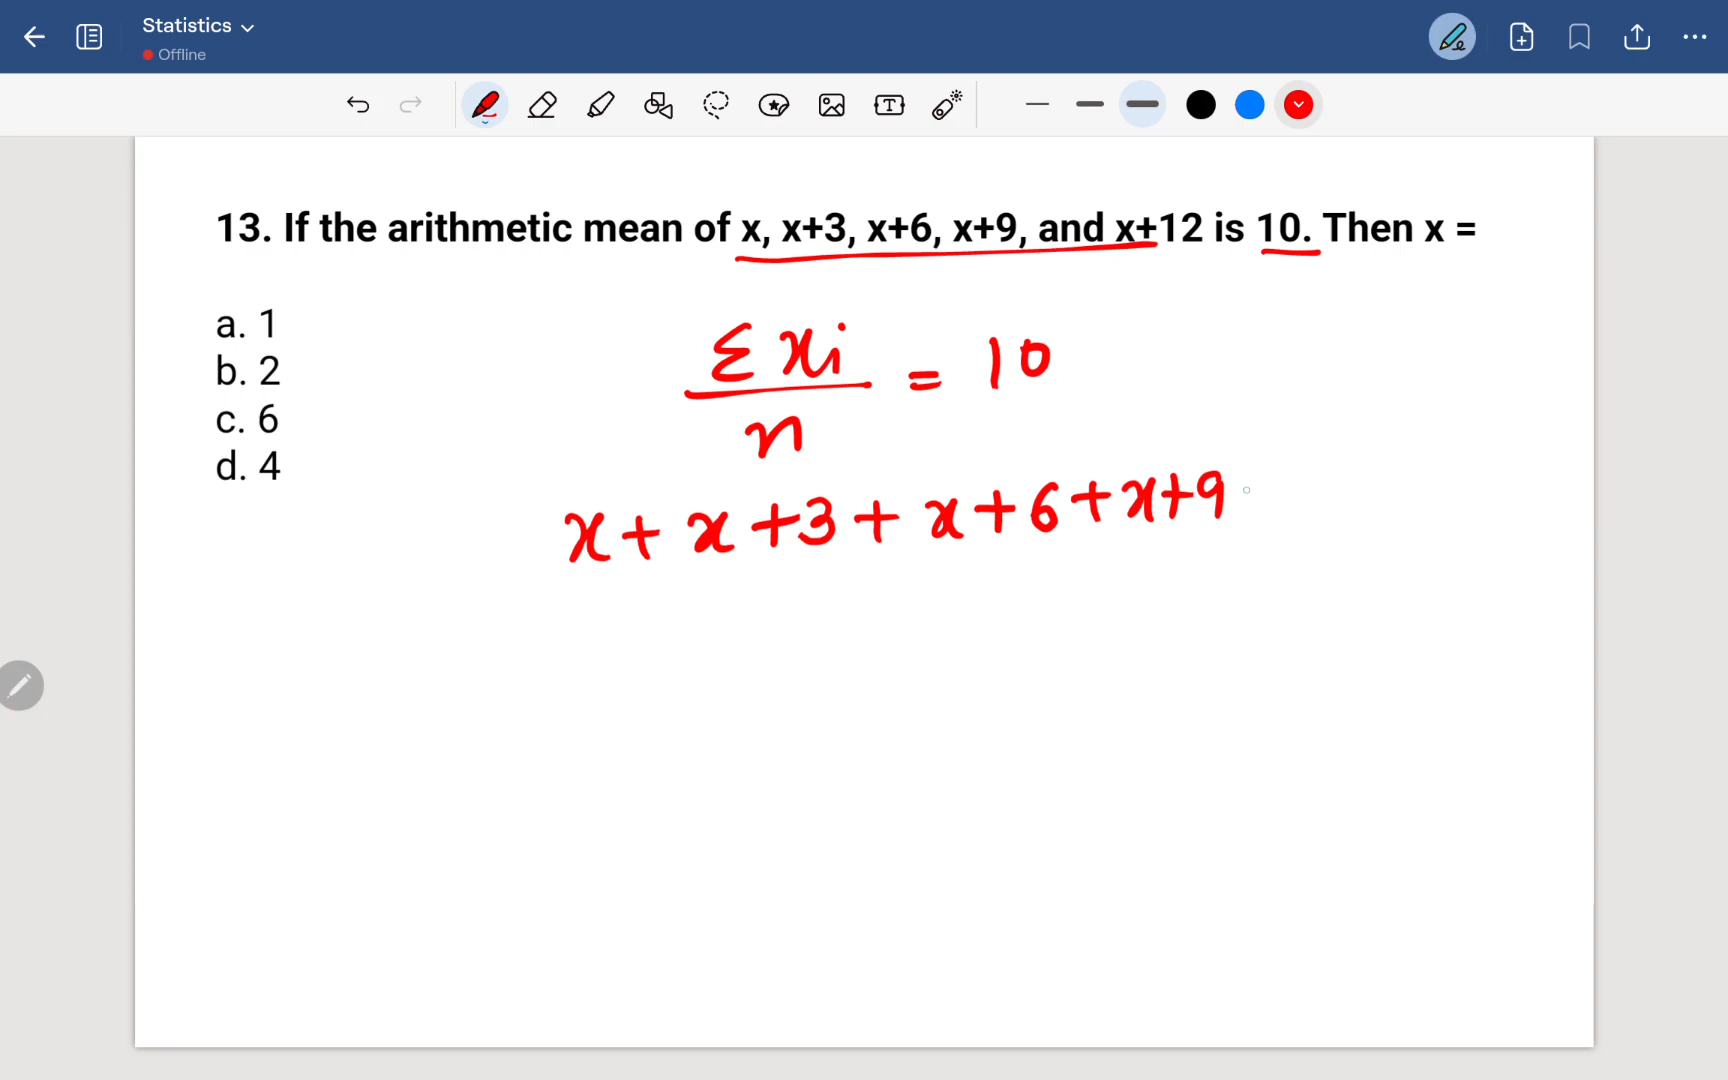 Statistics
Offline
13. If the arithmetic mean of x, x+3, x+6, x+9, and x+12 is 10. Then x =
a. 1
b. 2
c. 6
d. 4
Σ xi
n
= 10
x + x + 3 + x + 6 + x + 9